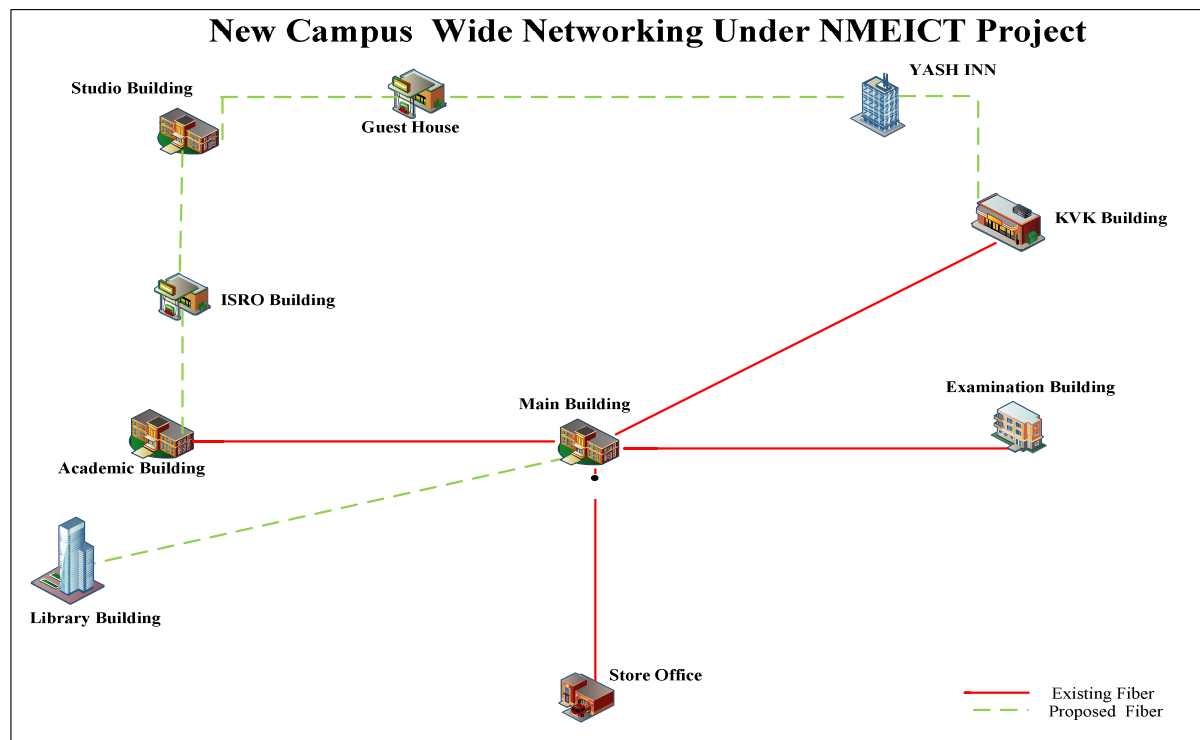 New Campus Wide Networking Under NMEICT Project
YASH INN
Studio Building
Guest House
KVK Building
ISRO Building
Examination Building
Main Building
Academic Building
Library Building
Store Office
Existing Fiber
Proposed Fiber